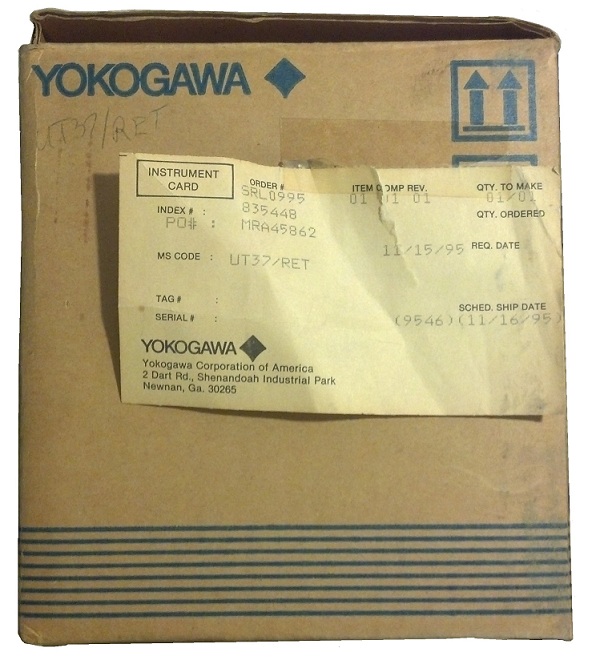 YOKOGAWA
UT37/RET
INSTRUMENT CARD
ORDER # SRL0995
ITEM COMP REV. 01 01 01
QTY. TO MAKE 01/01
INDEX # : 835448
QTY. ORDERED
PO# : MRA45862
11/15/95 REQ. DATE
MS CODE : UT37/RET
TAG # :
SCHED. SHIP DATE
SERIAL # : (9546)(11/16/95)
YOKOGAWA
Yokogawa Corporation of America
2 Dart Rd., Shenandoah Industrial Park
Newnan, Ga. 30265